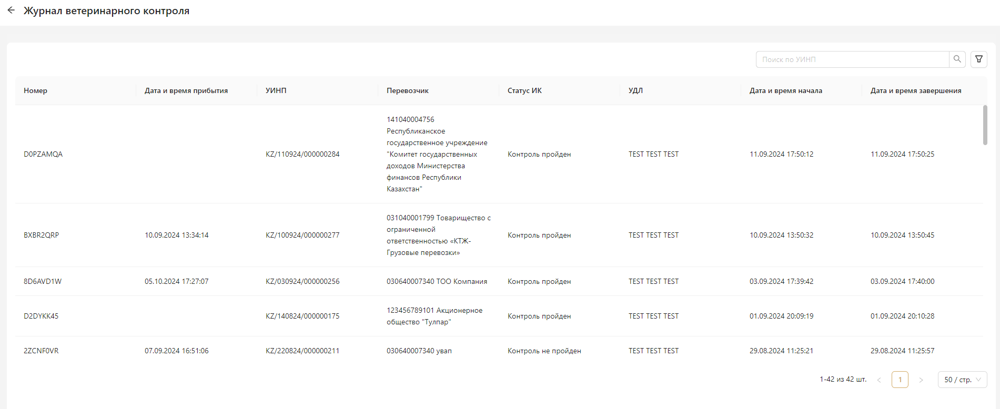 Журнал ветеринарного контроля
Поиск по УИНП
Номер
Дата и время прибытия
УИНП
Перевозчик
Статус ИК
УДЛ
Дата и время начала
Дата и время завершения
D0PZAMQA
KZ/110924/000000284
141040004756
Республиканское
государственное учреждение
"Комитет государственных
доходов Министерства
финансов Республики
Казахстан"
Контроль пройден
TEST TEST TEST
11.09.2024 17:50:12
11.09.2024 17:50:25
BXBR2QRP
10.09.2024 13:34:14
KZ/100924/000000277
031040001799 Товарищество с
ограниченной
ответственностью «КТЖ-
Грузовые перевозки»
Контроль пройден
TEST TEST TEST
10.09.2024 13:50:32
10.09.2024 13:50:45
8D6AVD1W
05.10.2024 17:27:07
KZ/030924/000000256
030640007340 ТОО Компания
Контроль пройден
TEST TEST TEST
03.09.2024 17:39:42
03.09.2024 17:40:00
D2DYKK45
KZ/140824/000000175
123456789101 Акционерное
общество "Тулпар"
Контроль пройден
TEST TEST TEST
01.09.2024 20:09:19
01.09.2024 20:10:28
2ZCNF0VR
07.09.2024 16:51:06
KZ/220824/000000211
030640007340 увап
Контроль не пройден
TEST TEST TEST
29.08.2024 11:25:21
29.08.2024 11:25:57
1-42 из 42 шт.
1
50 / стр.